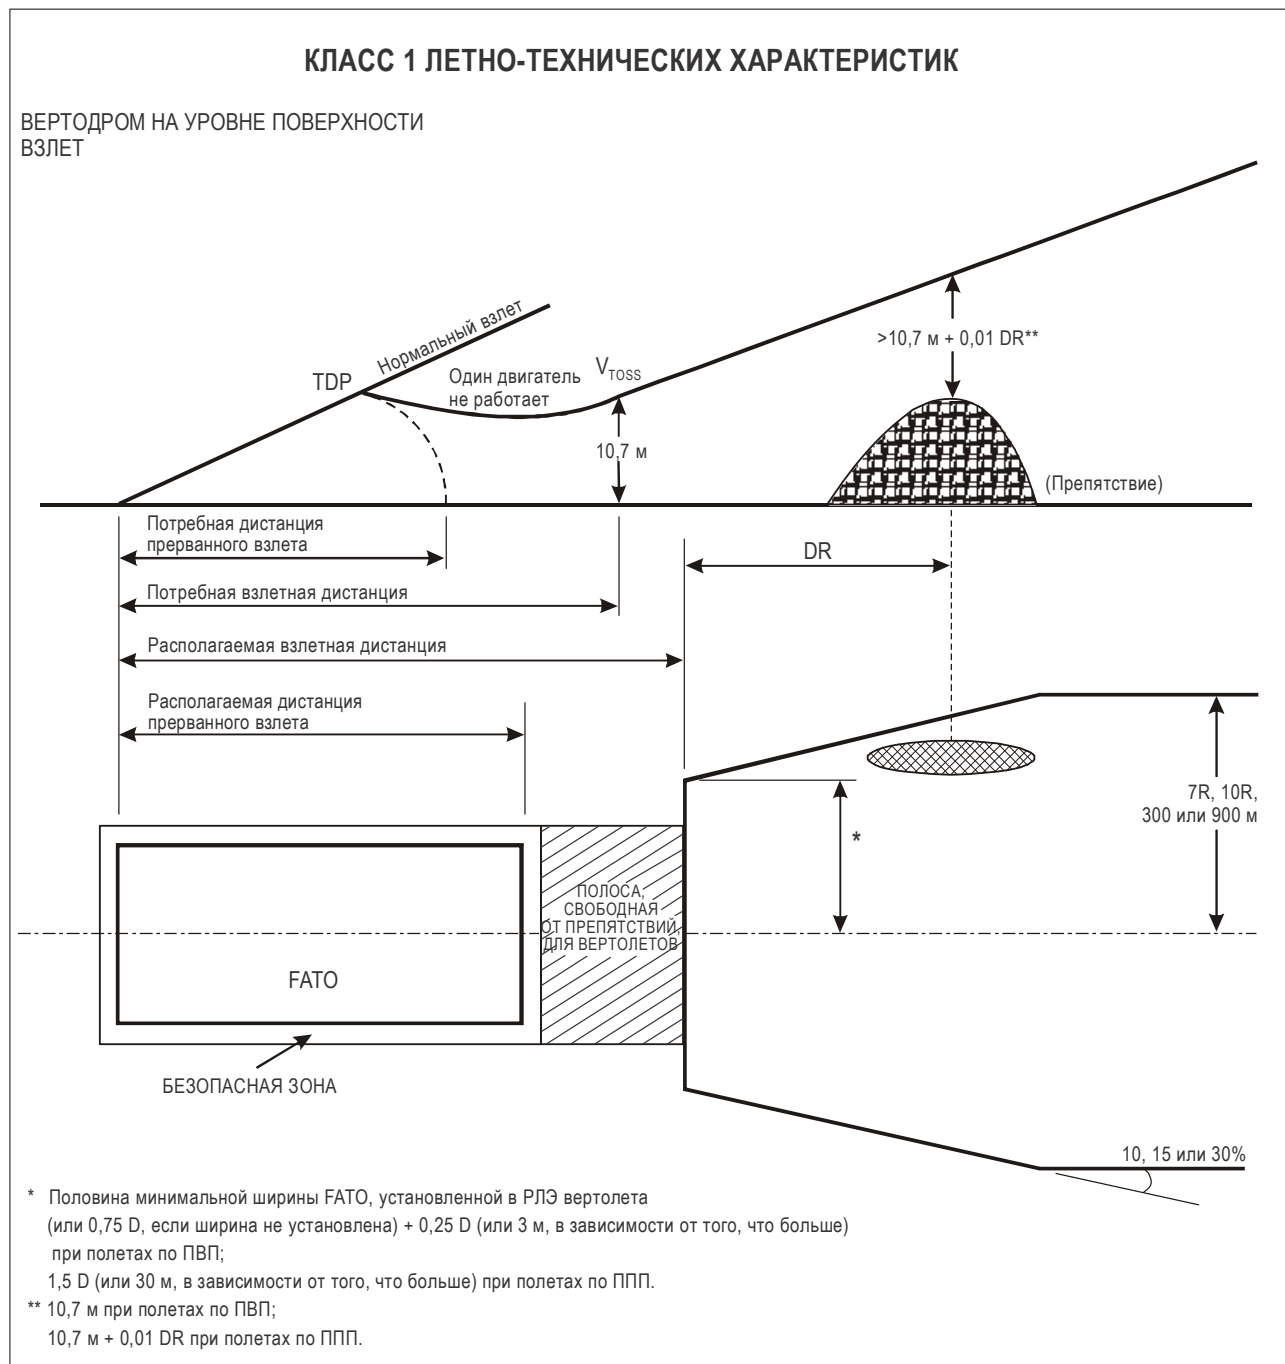 КЛАСС 1 ЛЕТНО-ТЕХНИЧЕСКИХ ХАРАКТЕРИСТИК
ВЕРТОДРОМ НА УРОВНЕ ПОВЕРХНОСТИ
ВЗЛЕТ
Нормальный взлет
TDP
Один двигатель
не работает
VTOSS
10,7 м
>10,7 м + 0,01 DR**
(Препятствие)
Потребная дистанция
прерванного взлета
DR
Потребная взлетная дистанция
Располагаемая взлетная дистанция
Располагаемая дистанция
прерванного взлета
7R, 10R,
300 или 900 м
*
ПОЛОСА,
СВОБОДНАЯ
ОТ ПРЕПЯТСТВИЙ,
ДЛЯ ВЕРТОЛЕТОВ
FATO
БЕЗОПАСНАЯ ЗОНА
10, 15 или 30%
* Половина минимальной ширины FATO, установленной в РЛЭ вертолета
(или 0,75 D, если ширина не установлена) + 0,25 D (или 3 м, в зависимости от того, что больше)
при полетах по ПВП;
1,5 D (или 30 м, в зависимости от того, что больше) при полетах по ППП.
** 10,7 м при полетах по ПВП;
10,7 м + 0,01 DR при полетах по ППП.